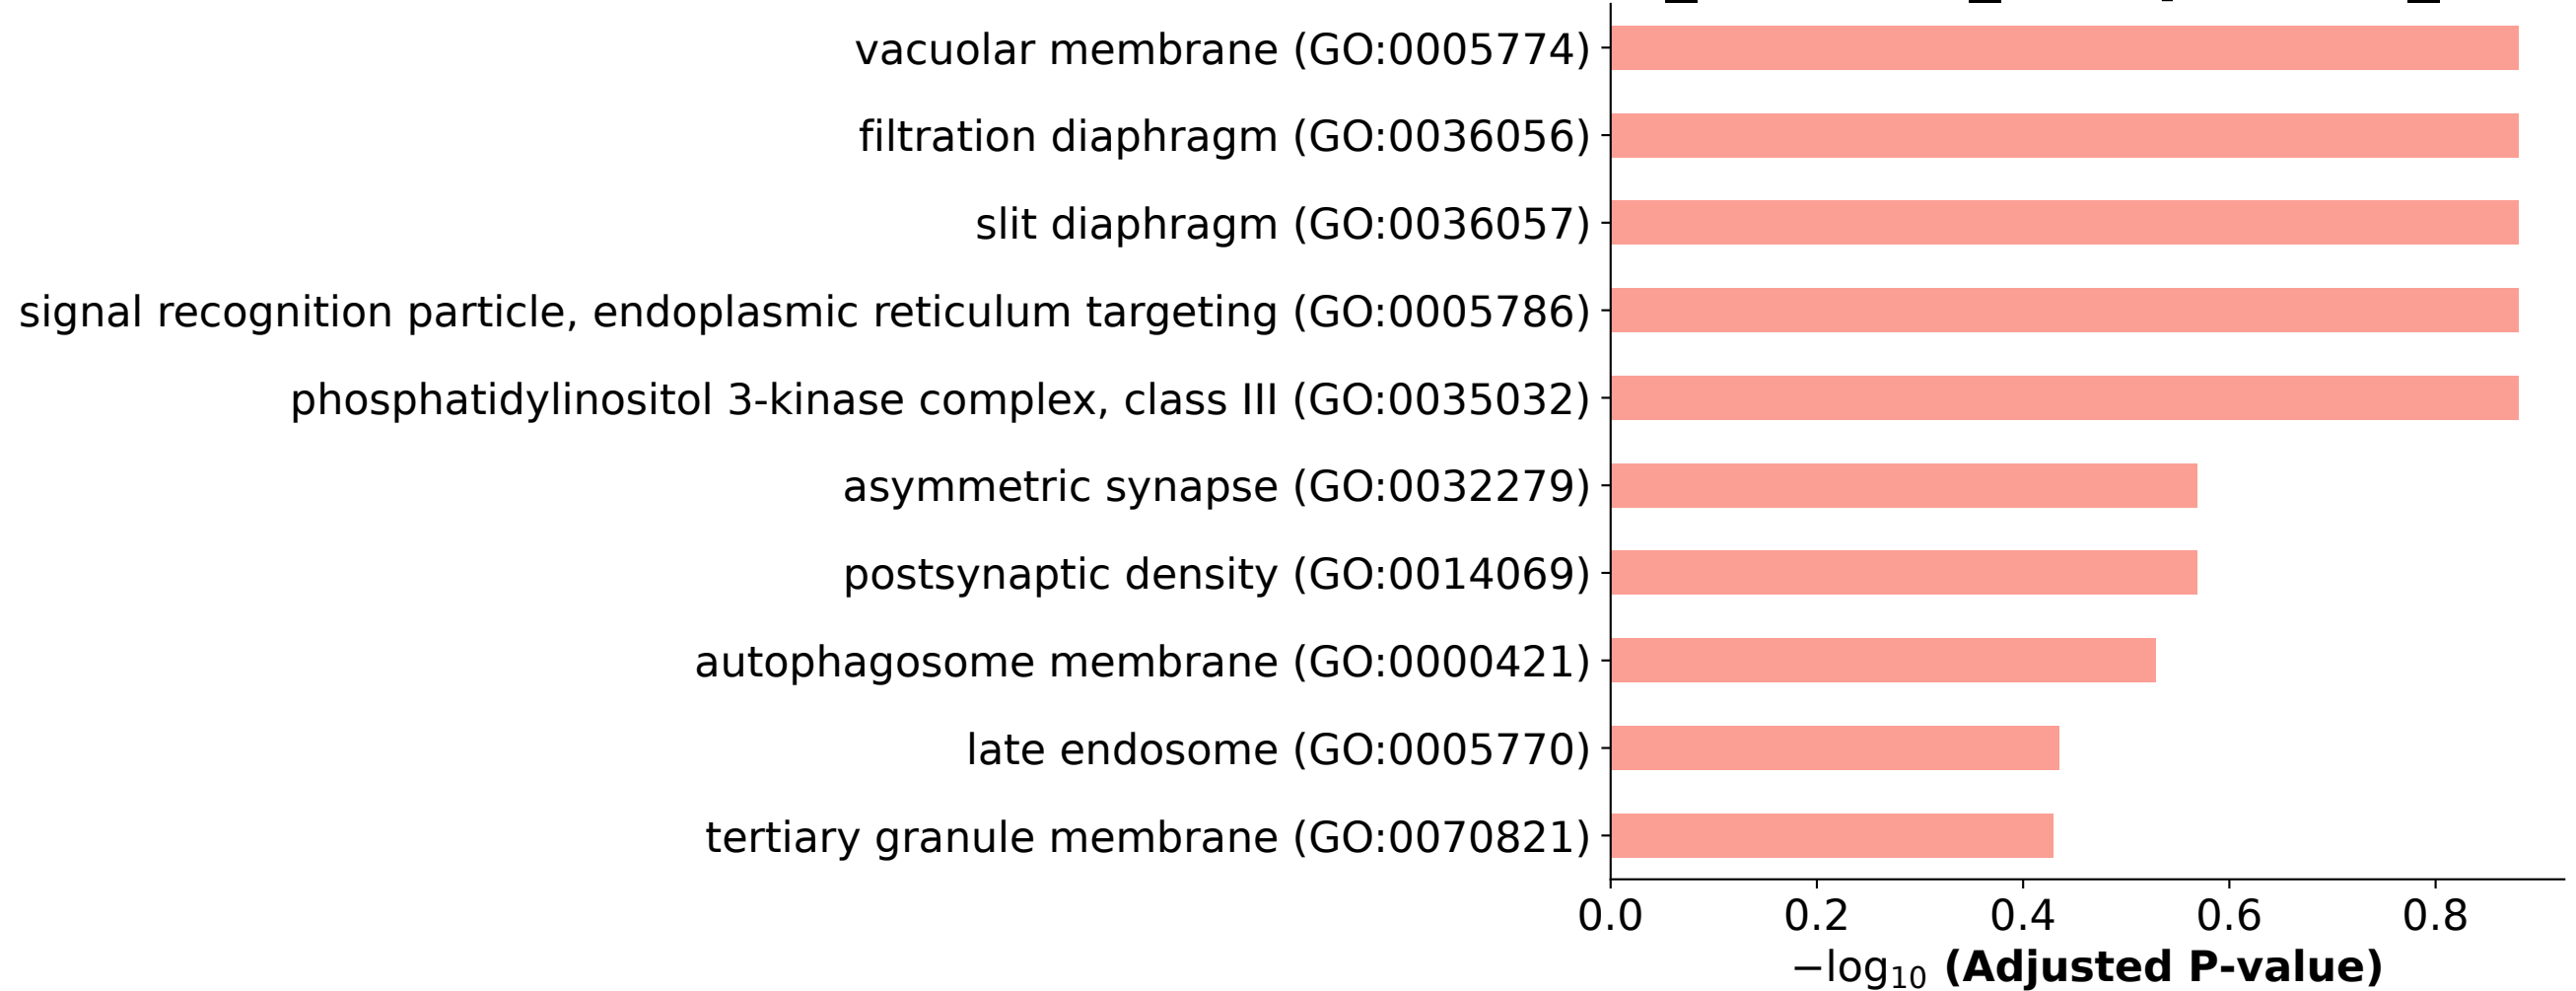 vacuolar membrane (GO:0005774)
filtration diaphragm (GO:0036056)
slit diaphragm (GO:0036057)
signal recognition particle, endoplasmic reticulum targeting (GO:0005786)
phosphatidylinositol 3-kinase complex, class III (GO:0035032)
asymmetric synapse (GO:0032279)
postsynaptic density (GO:0014069)
autophagosome membrane (GO:0000421)
late endosome (GO:0005770)
tertiary granule membrane (GO:0070821)
0.0 0.2 0.4 0.6 0.8
−log₁₀ (Adjusted P-value)